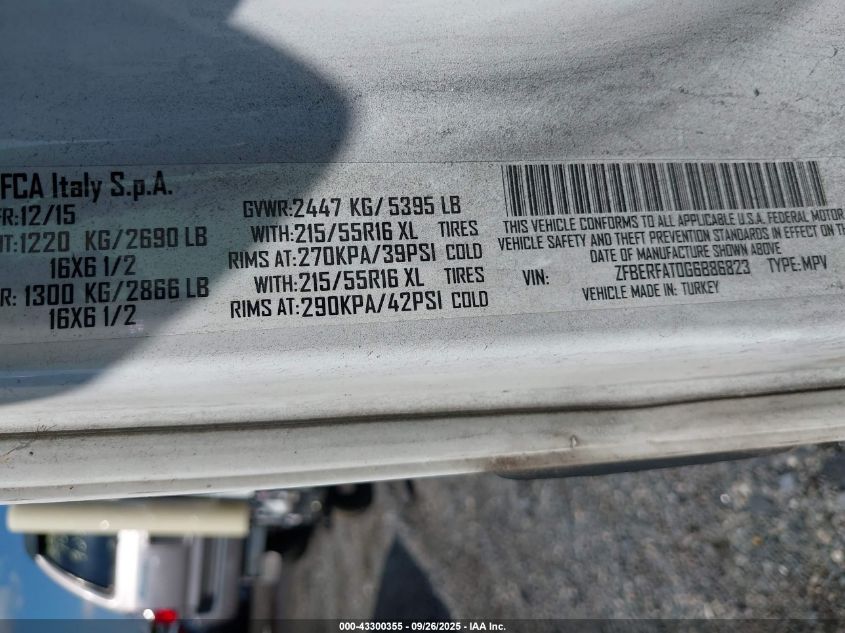 FCA Italy S.p.A.
FR: 12/15
NT: 1220 KG/2690 LB
16X6 1/2
R: 1300 KG/2866 LB
16X6 1/2
GVWR: 2447 KG/ 5395 LB
WITH: 215/55R16 XL TIRES
RIMS AT: 270KPA/39PSI COLD
WITH: 215/55R16 XL TIRES
RIMS AT: 290KPA/42PSI COLD
THIS VEHICLE CONFORMS TO ALL APPLICABLE U.S.A. FEDERAL MOTOR
VEHICLE SAFETY AND THEFT PREVENTION STANDARDS IN EFFECT ON TH
DATE OF MANUFACTURE SHOWN ABOVE
VIN: ZFBERFAT0G6B86823 TYPE: MPV
VEHICLE MADE IN: TURKEY
000-43300355 - 09/26/2025 - IAA Inc.